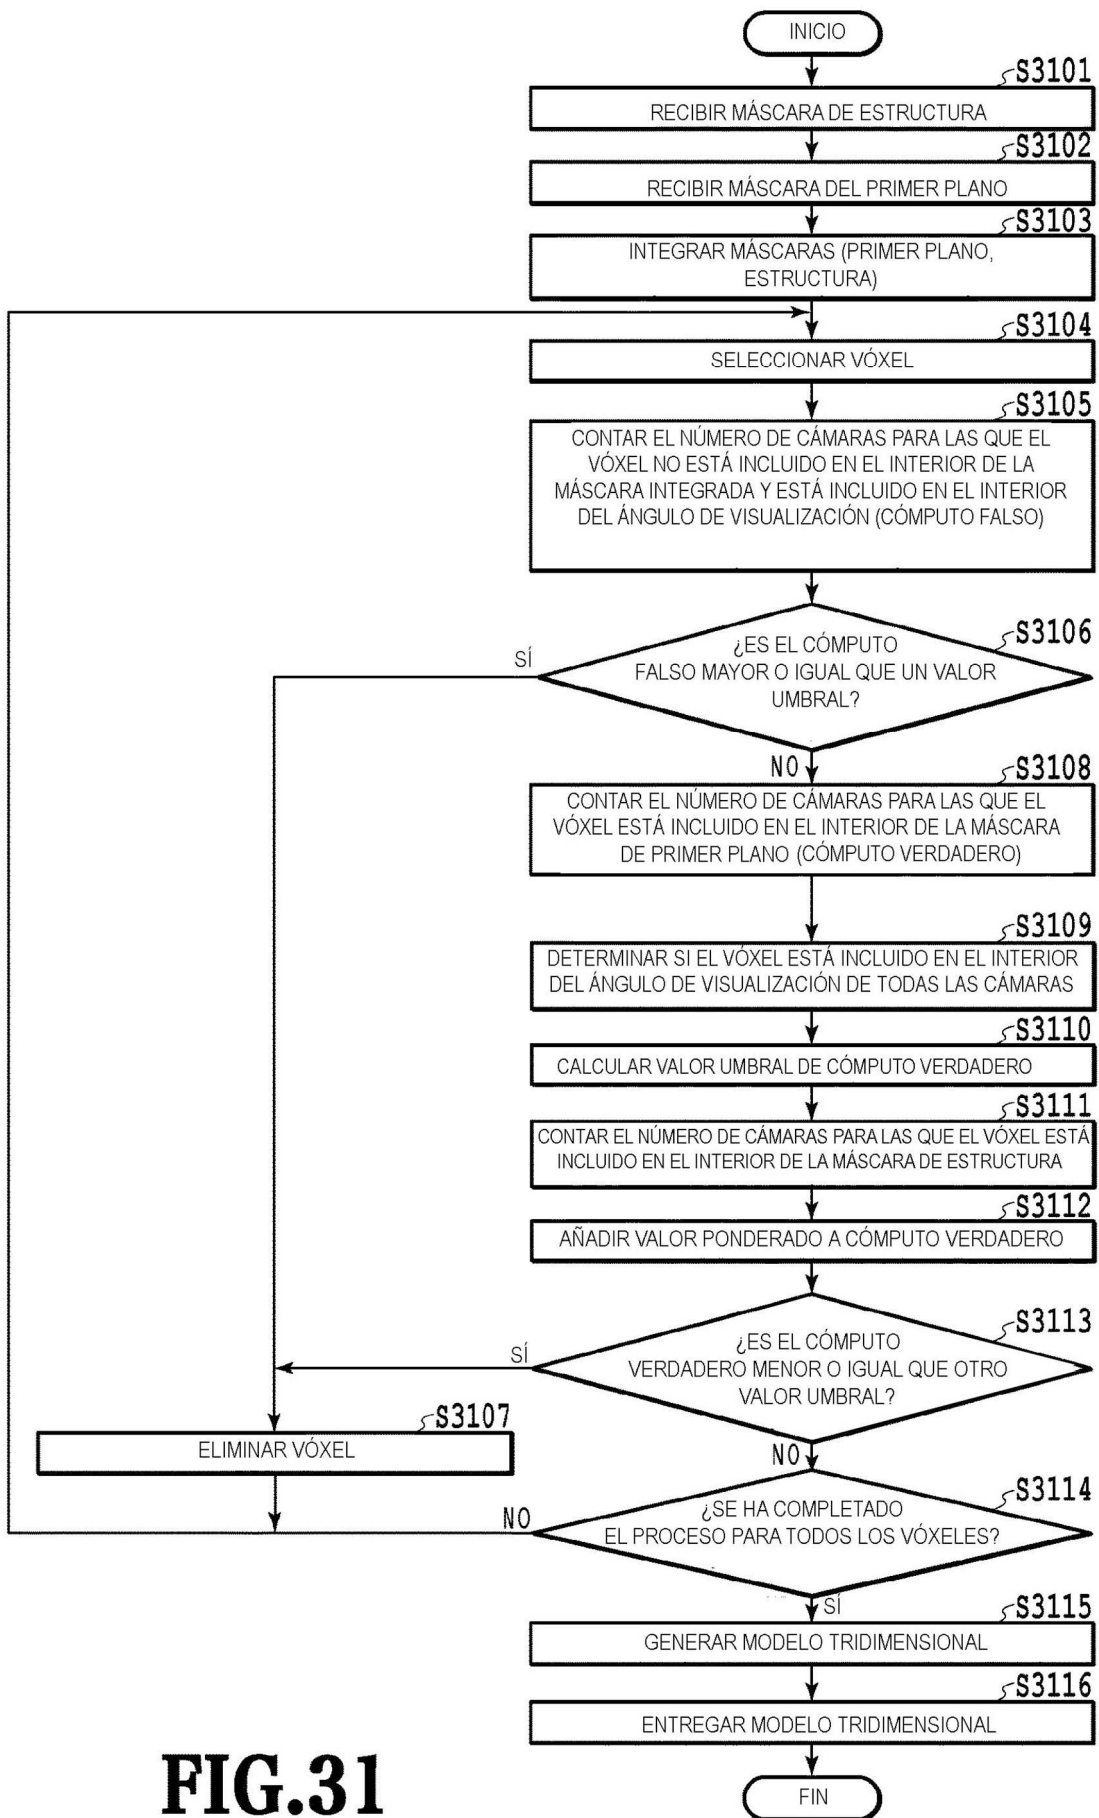 INICIO
S3101
RECIBIR MÁSCARA DE ESTRUCTURA
S3102
RECIBIR MÁSCARA DEL PRIMER PLANO
S3103
INTEGRAR MÁSCARAS (PRIMER PLANO,
ESTRUCTURA)
S3104
SELECCIONAR VÓXEL
S3105
CONTAR EL NÚMERO DE CÁMARAS PARA LAS QUE EL
VÓXEL NO ESTÁ INCLUIDO EN EL INTERIOR DE LA
MÁSCARA INTEGRADA Y ESTÁ INCLUIDO EN EL INTERIOR
DEL ÁNGULO DE VISUALIZACIÓN (CÓMPUTO FALSO)
S3106
¿ES EL CÓMPUTO
FALSO MAYOR O IGUAL QUE UN VALOR
UMBRAL?
SÍ
NO
S3108
CONTAR EL NÚMERO DE CÁMARAS PARA LAS QUE EL
VÓXEL ESTÁ INCLUIDO EN EL INTERIOR DE LA MÁSCARA
DE PRIMER PLANO (CÓMPUTO VERDADERO)
S3109
DETERMINAR SI EL VÓXEL ESTÁ INCLUIDO EN EL INTERIOR
DEL ÁNGULO DE VISUALIZACIÓN DE TODAS LAS CÁMARAS
S3110
CALCULAR VALOR UMBRAL DE CÓMPUTO VERDADERO
S3111
CONTAR EL NÚMERO DE CÁMARAS PARA LAS QUE EL VÓXEL ESTÁ
INCLUIDO EN EL INTERIOR DE LA MÁSCARA DE ESTRUCTURA
S3112
AÑADIR VALOR PONDERADO A CÓMPUTO VERDADERO
S3113
¿ES EL CÓMPUTO
VERDADERO MENOR O IGUAL QUE OTRO
VALOR UMBRAL?
SÍ
NO
S3107
ELIMINAR VÓXEL
S3114
¿SE HA COMPLETADO
EL PROCESO PARA TODOS LOS VÓXELES?
NO
SÍ
S3115
GENERAR MODELO TRIDIMENSIONAL
S3116
ENTREGAR MODELO TRIDIMENSIONAL
FIN
FIG.31